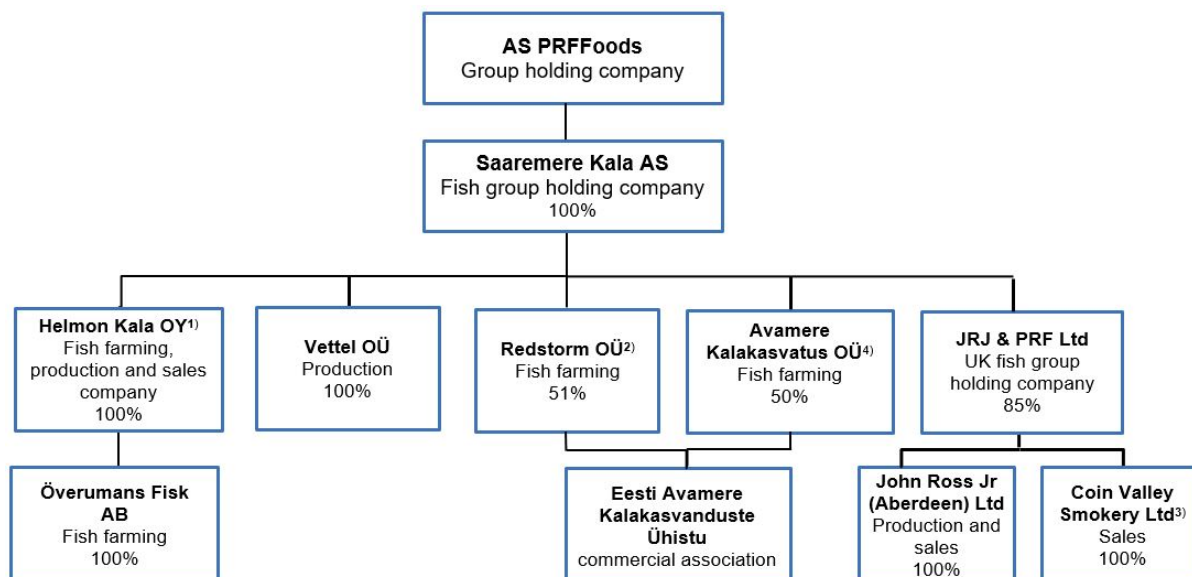 AS PRFFoods
Group holding company
Saaremere Kala AS
Fish group holding company
100%
Helmon Kala OY¹⁾
Fish farming,
production and sales
company
100%
Vettel OÜ
Production
100%
Redstorm OÜ²⁾
Fish farming
51%
Avamere
Kalakasvatus OÜ⁴⁾
Fish farming
50%
JRJ & PRF Ltd
UK fish group
holding company
85%
Överumans Fisk
AB
Fish farming
100%
Eesti Avamere
Kalakasvanduste
Ühistu
commercial association
John Ross Jr
(Aberdeen) Ltd
Production and
sales
100%
Coin Valley
Smokery Ltd³⁾
Sales
100%